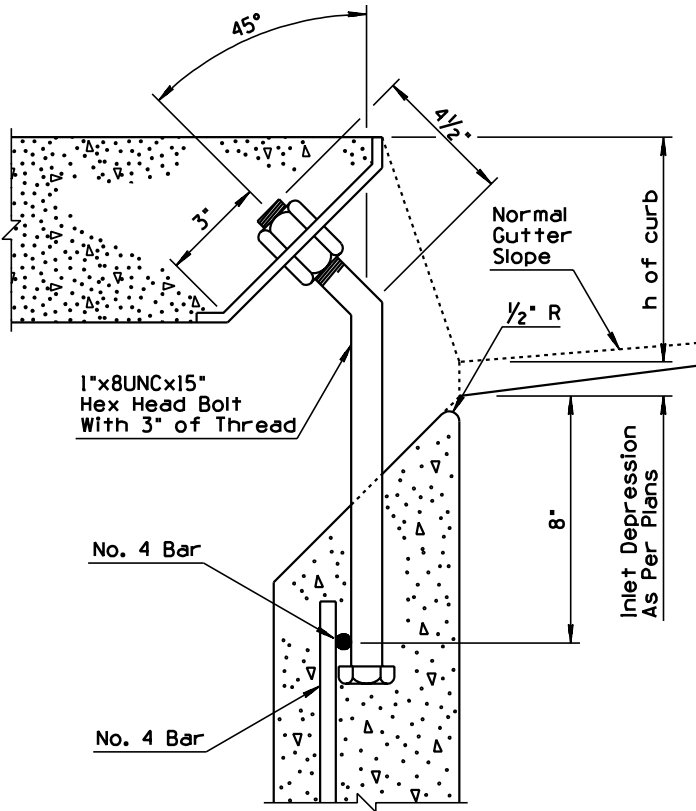 45°
4½"
3"
Normal
Gutter
Slope
h of curb
½" R
1"x8UNCx15"
Hex Head Bolt
With 3" of Thread
8"
Inlet Depression
As Per Plans
No. 4 Bar
No. 4 Bar